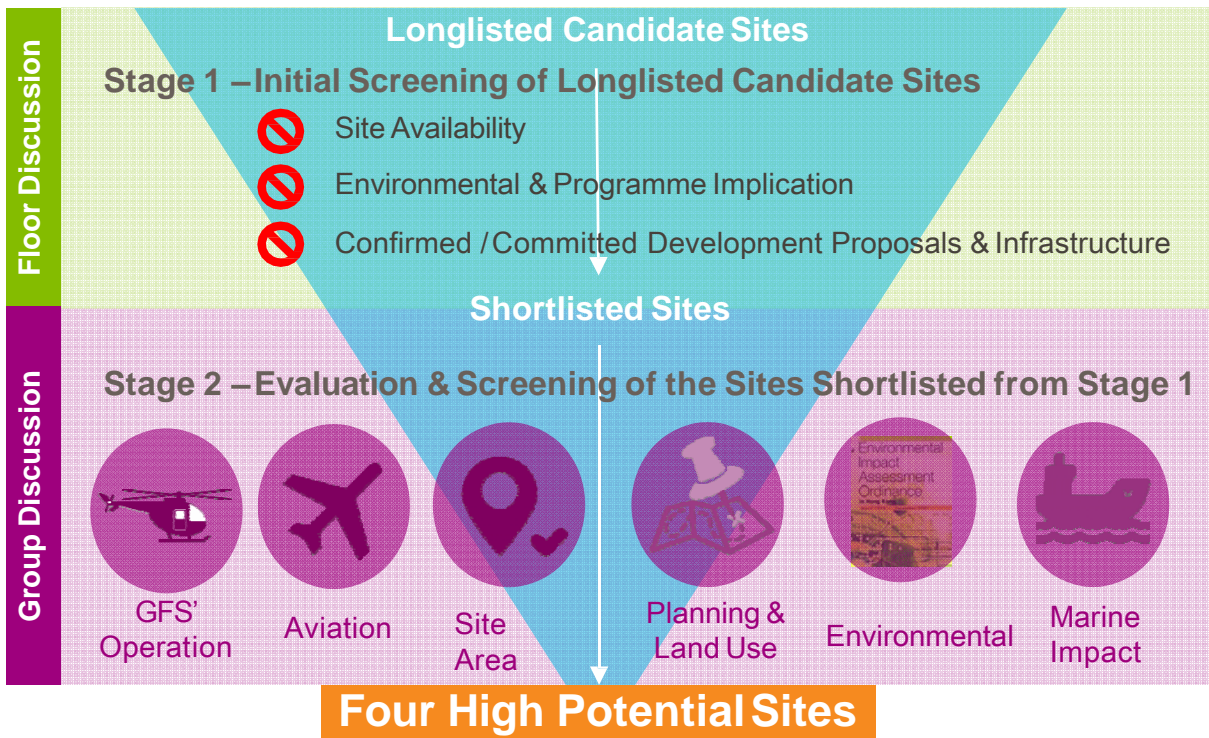 Longlisted Candidate Sites
Floor Discussion
Stage 1 – Initial Screening of Longlisted Candidate Sites
Site Availability
Environmental & Programme Implication
Confirmed / Committed Development Proposals & Infrastructure
Shortlisted Sites
Group Discussion
Stage 2 – Evaluation & Screening of the Sites Shortlisted from Stage 1
Environmental
Impact
Assessment
Ordinance
GFS'
Operation
Aviation
Site
Area
Planning &
Land Use
Environmental
Marine
Impact
Four High Potential Sites